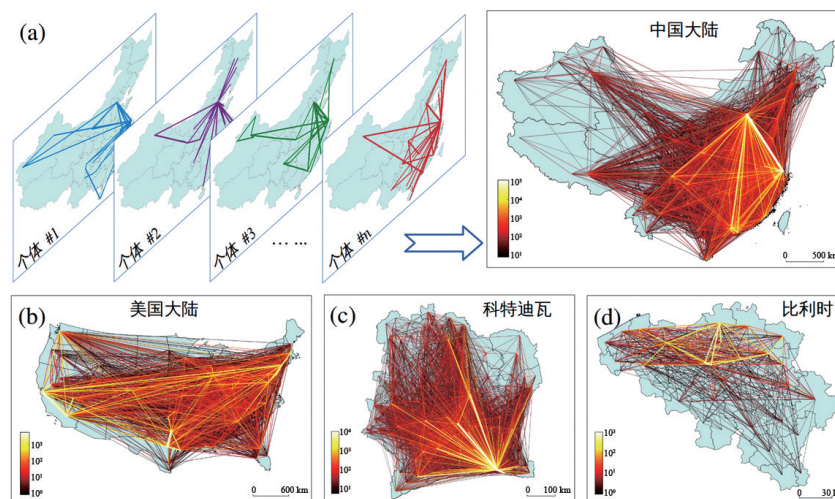 (a)
个体 #1
个体 #2
个体 #3
… ...
个体 #n
中国大陆
10⁵
10⁴
10³
10²
10¹
0 500 km
(b)
美国大陆
10³
10²
10¹
10⁰
0 600 km
(c)
科特迪瓦
10⁴
10³
10²
10¹
0 100 km
(d)
比利时
10³
10²
10¹
10⁰
0 30